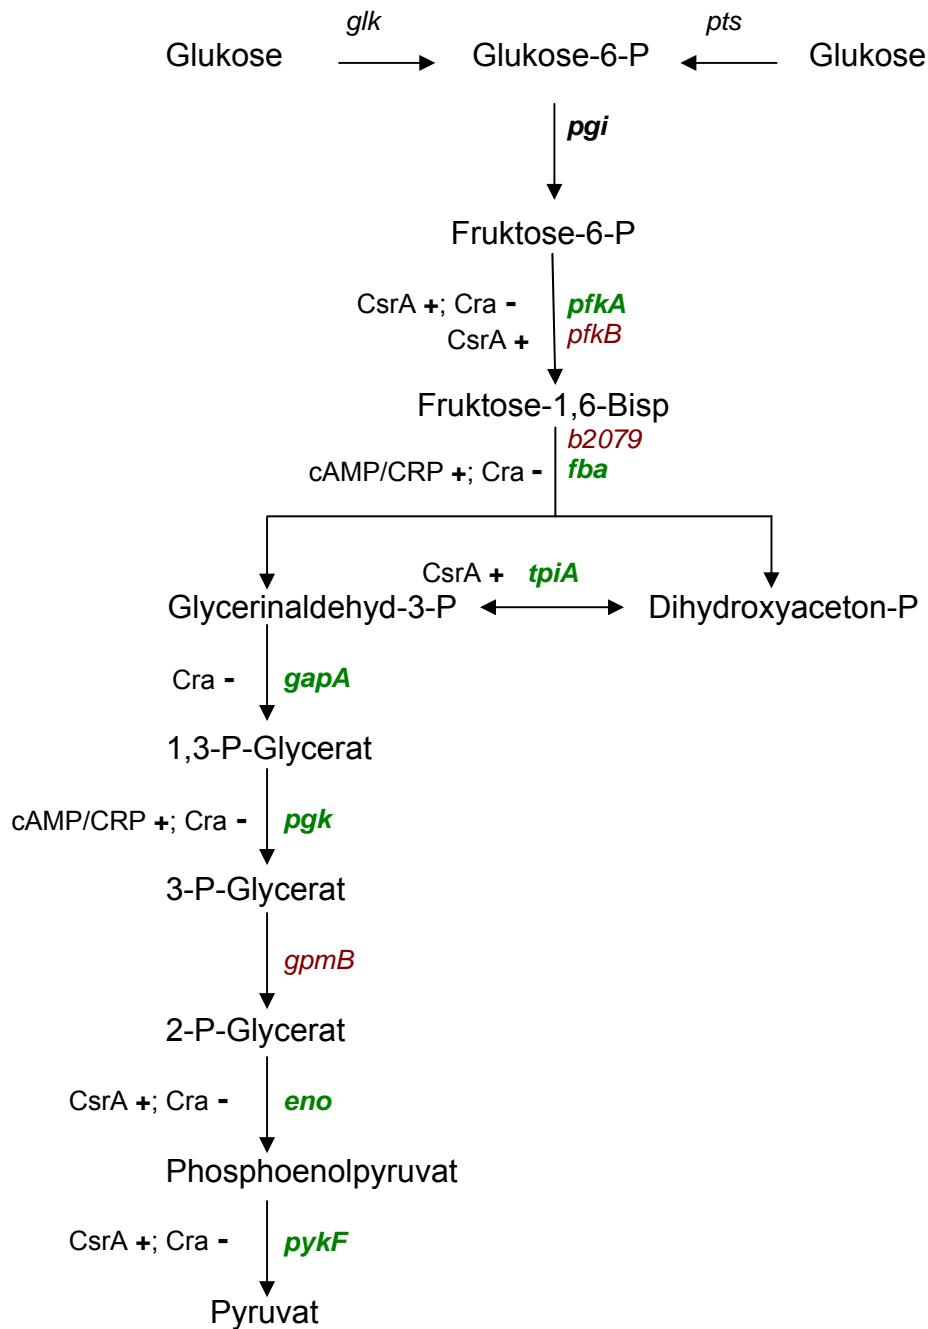 glk pts
Glukose Glukose-6-P Glukose
pgi
Fruktose-6-P
CsrA +; Cra - pfkA
CsrA + pfkB
Fruktose-1,6-Bisp
b2079
cAMP/CRP +; Cra - fba
CsrA + tpiA
Glycerinaldehyd-3-P Dihydroxyaceton-P
Cra - gapA
1,3-P-Glycerat
cAMP/CRP +; Cra - pgk
3-P-Glycerat
gpmB
2-P-Glycerat
CsrA +; Cra - eno
Phosphoenolpyruvat
CsrA +; Cra - pykF
Pyruvat